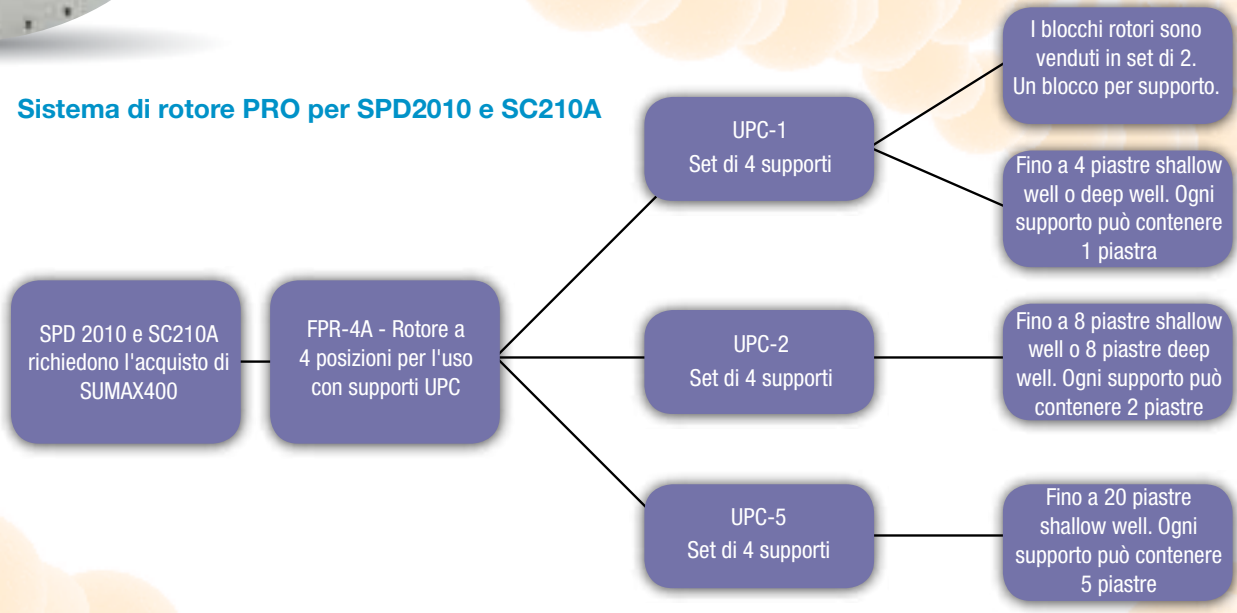 Sistema di rotore PRO per SPD2010 e SC210A
SPD 2010 e SC210A
richiedono l'acquisto di
SUMAX400
FPR-4A - Rotore a
4 posizioni per l'uso
con supporti UPC
UPC-1
Set di 4 supporti
I blocchi rotori sono
venduti in set di 2.
Un blocco per supporto.
Fino a 4 piastre shallow
well o deep well. Ogni
supporto può contenere
1 piastra
UPC-2
Set di 4 supporti
Fino a 8 piastre shallow
well o 8 piastre deep
well. Ogni supporto può
contenere 2 piastre
UPC-5
Set di 4 supporti
Fino a 20 piastre
shallow well. Ogni
supporto può contenere
5 piastre